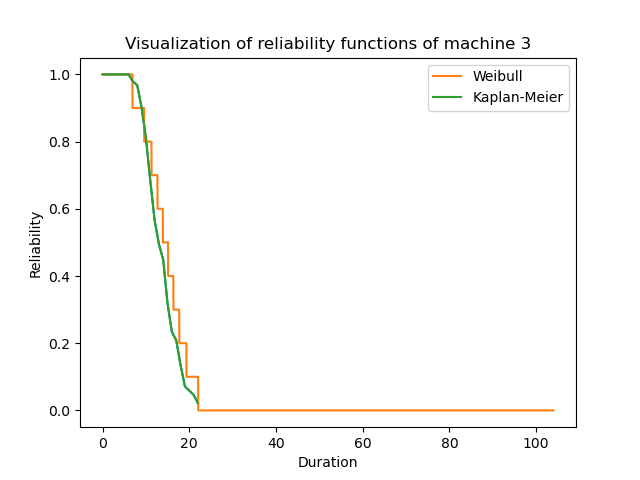 Visualization of reliability functions of machine 3
Weibull
Kaplan-Meier
1.0
0.8
0.6
0.4
0.2
0.0
Reliability
0 20 40 60 80 100
Duration